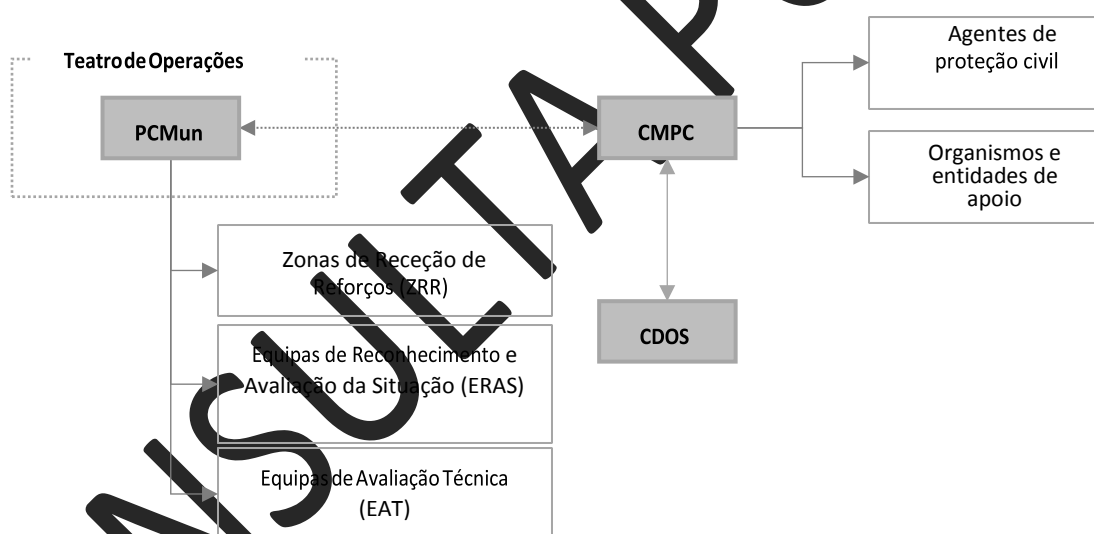 Teatro de Operações
PCMun
CMPC
Agentes de
proteção civil
Organismos e
entidades de
apoio
Zonas de Receção de
Reforços (ZRR)
CDOS
Equipas de Reconhecimento e
Avaliação da Situação (ERAS)
Equipas de Avaliação Técnica
(EAT)
NSULTA P